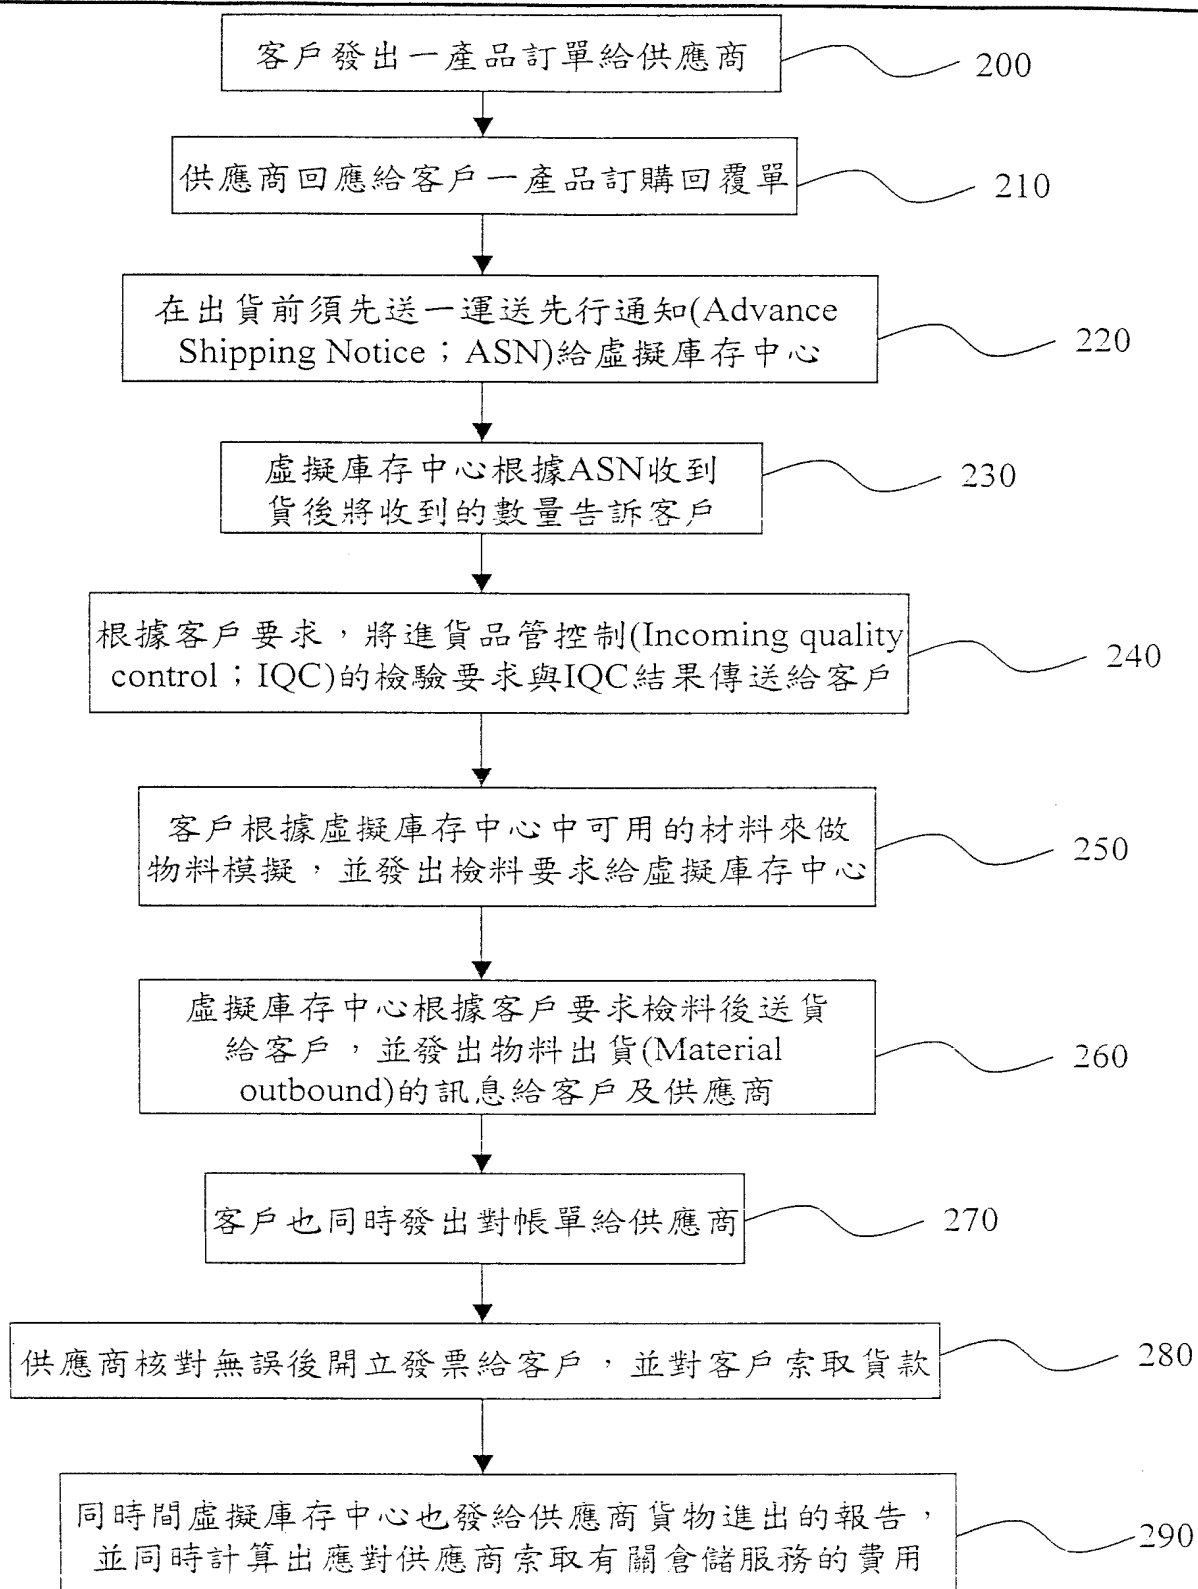 客戶發出一產品訂單給供應商
200
供應商回應給客戶一產品訂購回覆單
210
在出貨前須先送一運送先行通知(Advance
Shipping Notice；ASN)給虛擬庫存中心
220
虛擬庫存中心根據ASN收到
貨後將收到的數量告訴客戶
230
根據客戶要求，將進貨品管控制(Incoming quality
control；IQC)的檢驗要求與IQC結果傳送給客戶
240
客戶根據虛擬庫存中心中可用的材料來做
物料模擬，並發出檢料要求給虛擬庫存中心
250
虛擬庫存中心根據客戶要求檢料後送貨
給客戶，並發出物料出貨(Material
outbound)的訊息給客戶及供應商
260
客戶也同時發出對帳單給供應商
270
供應商核對無誤後開立發票給客戶，並對客戶索取貨款
280
同時間虛擬庫存中心也發給供應商貨物進出的報告，
並同時計算出應對供應商索取有關倉儲服務的費用
290